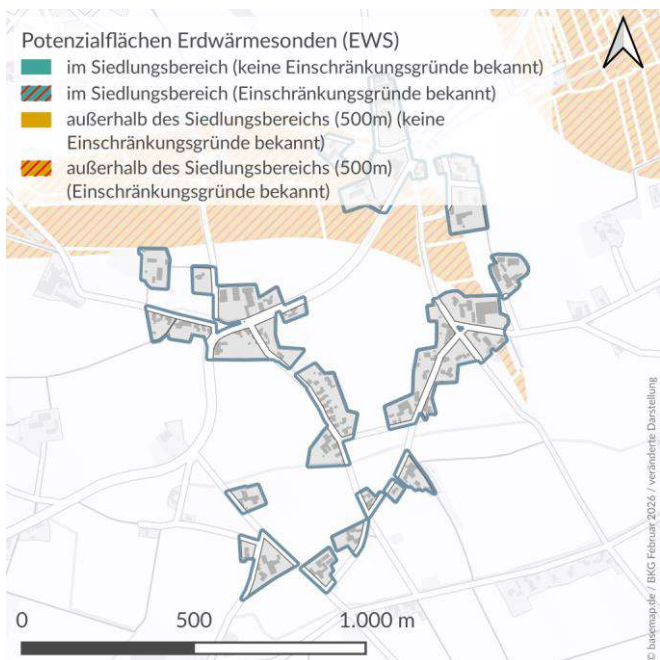 Potenzialflächen Erdwärmesonden (EWS)
im Siedlungsbereich (keine Einschränkungsgründe bekannt)
im Siedlungsbereich (Einschränkungsgründe bekannt)
außerhalb des Siedlungsbereichs (500m) (keine
Einschränkungsgründe bekannt)
außerhalb des Siedlungsbereichs (500m)
(Einschränkungsgründe bekannt)
0 500 1.000 m
© basemap.de / BKG Februar 2026 / veränderte Darstellung